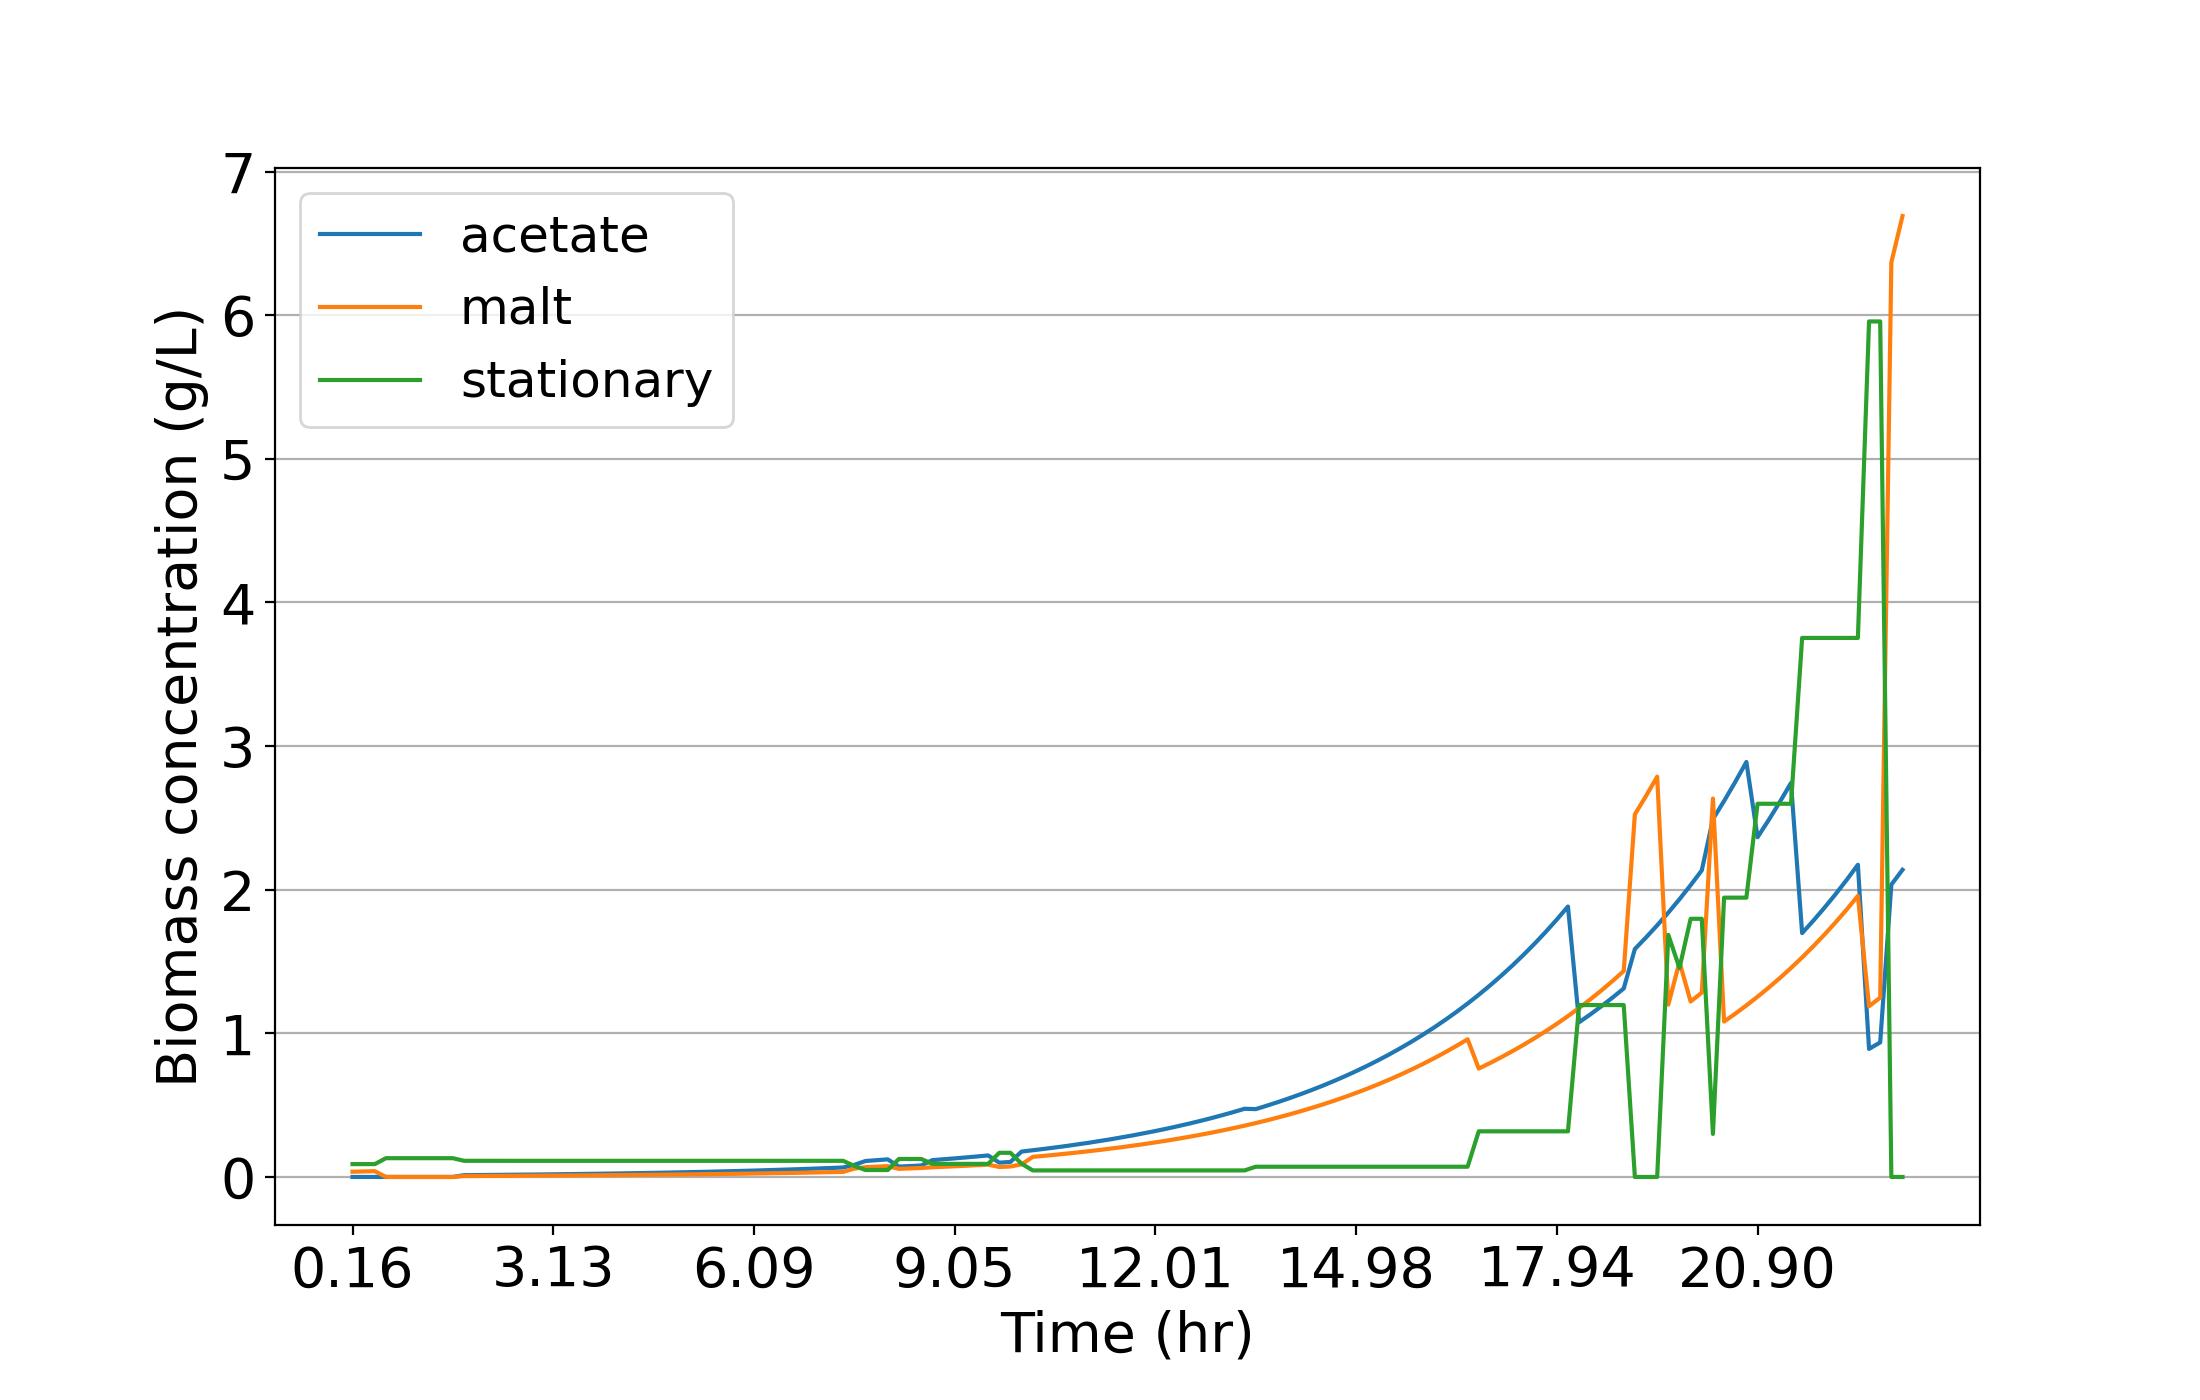 7
6
5
4
3
2
1
0
Biomass concentration (g/L)
acetate
malt
stationary
0.16 3.13 6.09 9.05 12.01 14.98 17.94 20.90
Time (hr)